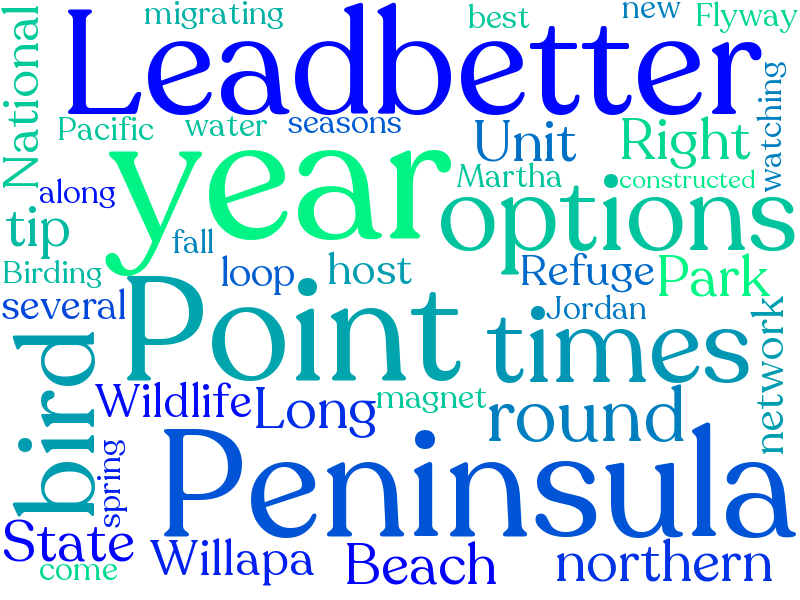 migrating
best
new
Flyway
National
Leadbetter
Pacific
water
seasons
Unit
Right
watching
year
along
Martha
constructed
tip
options
fall
Birding
loop
host
Refuge
Park
several
Point
Jordan
times
network
bird
Wildlife
Long
magnet
round
spring
Peninsula
State
Willapa
Beach
northern
come